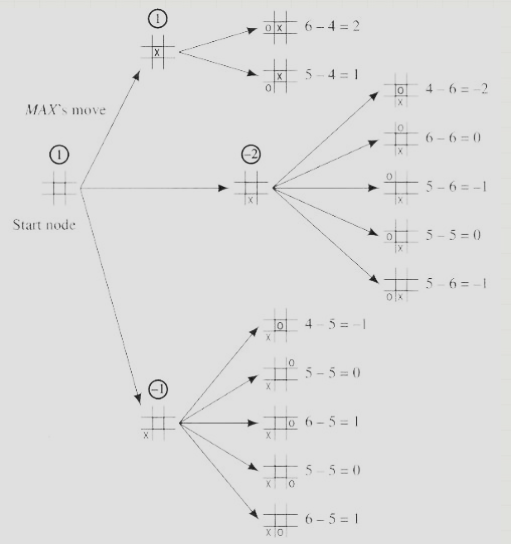 1
X
O X 6 – 4 = 2
X
O 5 – 4 = 1
MAX's move
1
Start node
–2
X
O
X 4 – 6 = –2
O
X 6 – 6 = 0
O
X 5 – 6 = –1
O
X 5 – 5 = 0
O X 5 – 6 = –1
–1
X
O
X 4 – 5 = –1
O
X 5 – 5 = 0
O
X 6 – 5 = 1
X O 5 – 5 = 0
X O 6 – 5 = 1